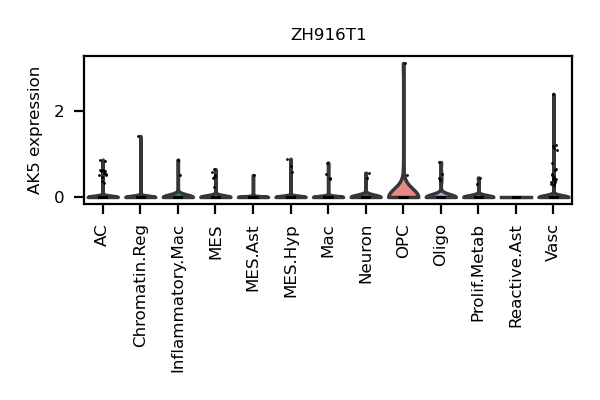 ZH916T1
AK5 expression
2
0
AC
Chromatin.Reg
Inflammatory.Mac
MES
MES.Ast
MES.Hyp
Mac
Neuron
OPC
Oligo
Prolif.Metab
Reactive.Ast
Vasc